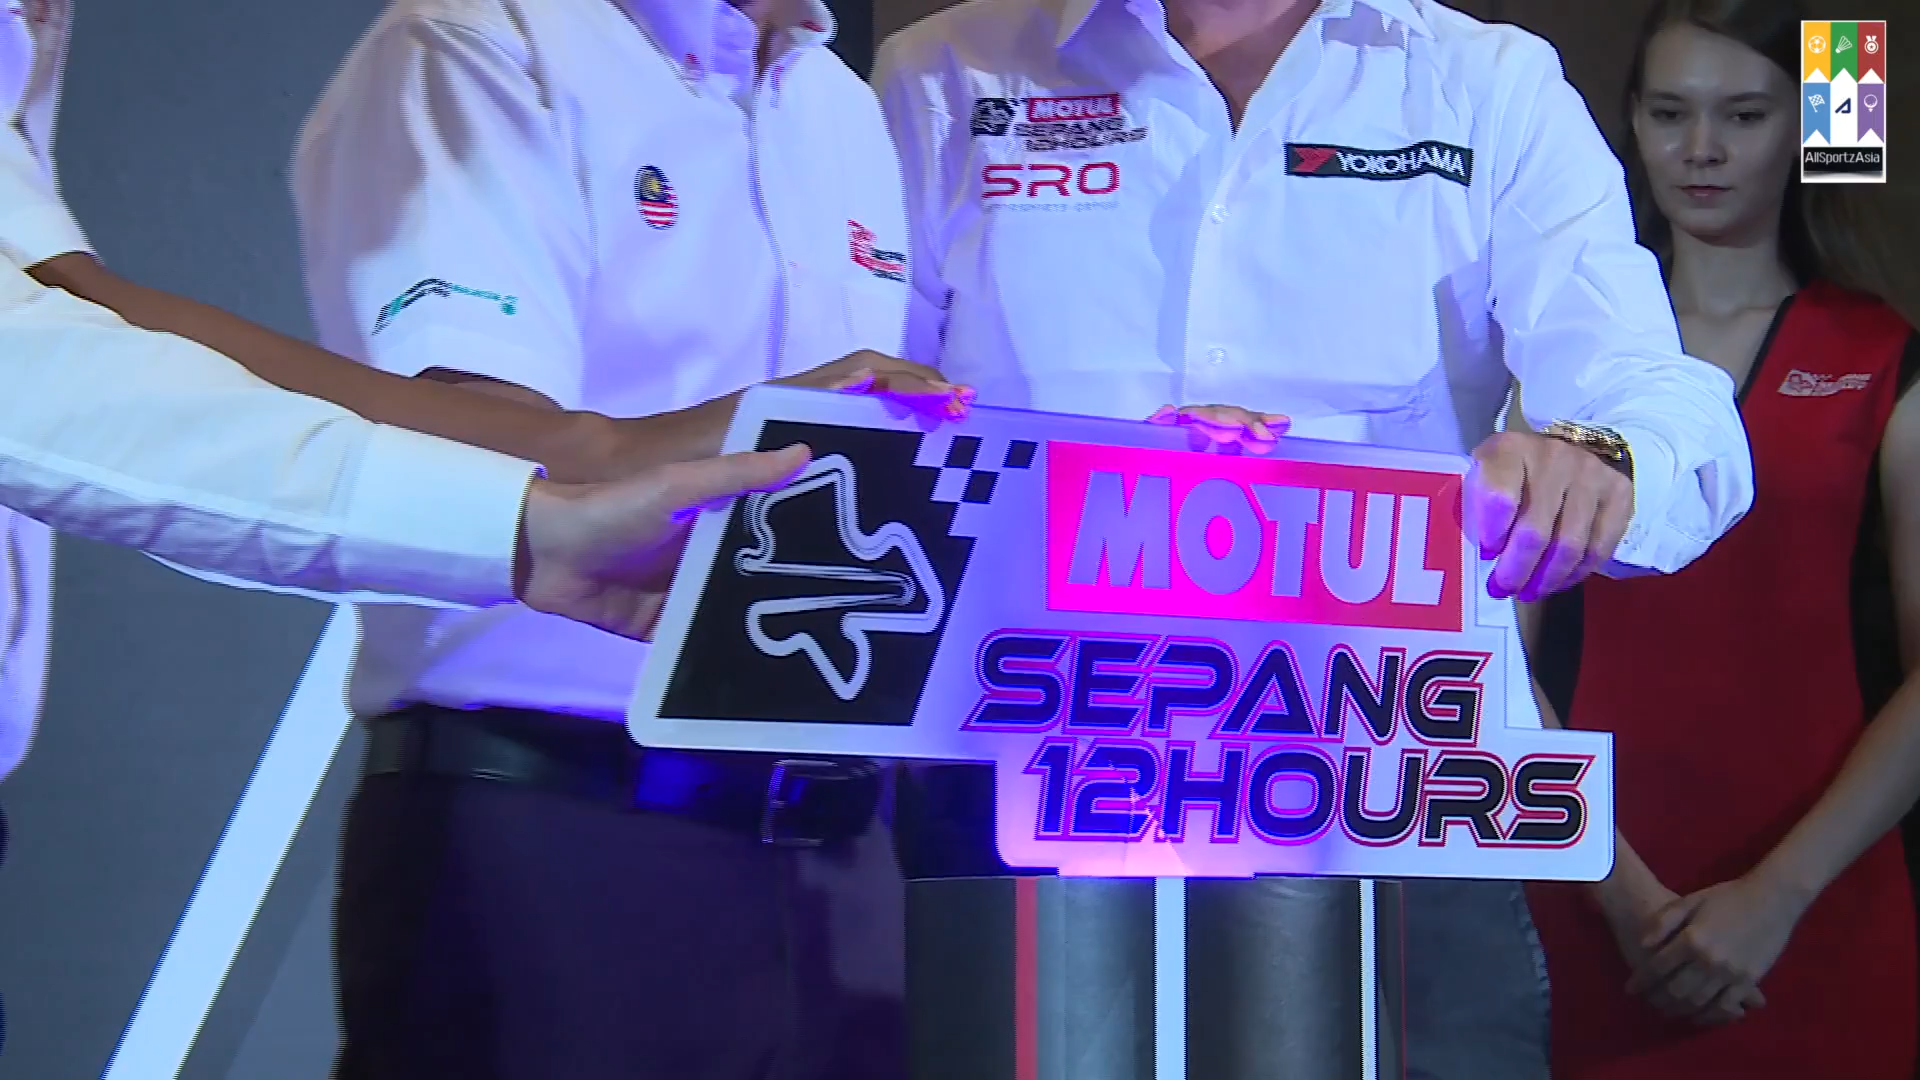 MOTUL
SEPANG
12HOURS
SRO
YOKOHAMA
AllSportzAsia
MOTUL
SEPANG
12HOURS